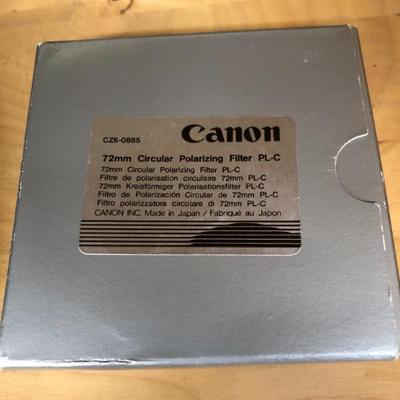 CZ6-0885
Canon
72mm Circular Polarizing Filter PL-C
72mm Circular Polarizing Filter PL-C
Filtre de polarisation circulaire 72mm PL-C
72mm Kreisförmiger Polarisationsfilter PL-C
Filtro de Polarización Circular de 72mm PL-C
Filtro polarizzatore circolare di 72mm PL-C
CANON INC. Made in Japan / Fabriqué au Japon